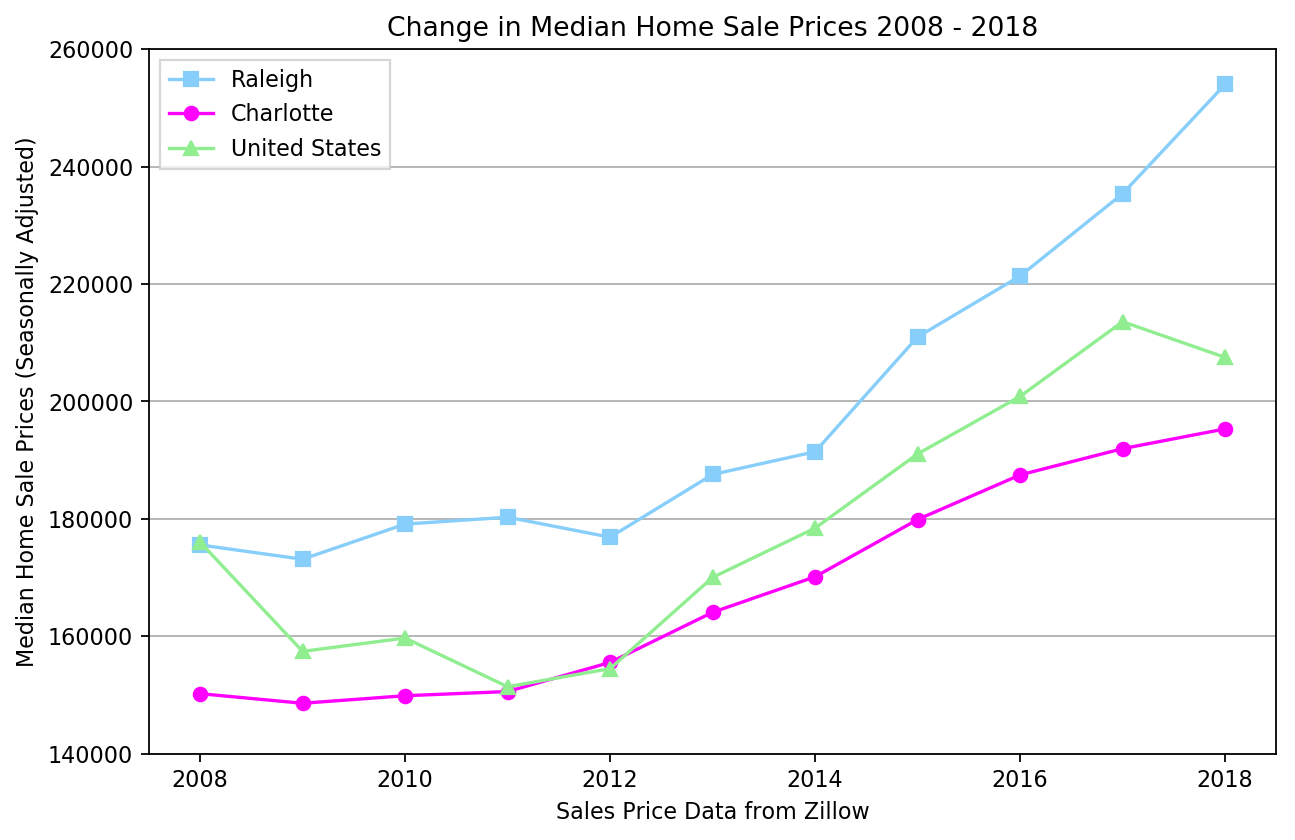 Change in Median Home Sale Prices 2008 - 2018
Median Home Sale Prices (Seasonally Adjusted)
260000
240000
220000
200000
180000
160000
140000
Raleigh
Charlotte
United States
2008 2010 2012 2014 2016 2018
Sales Price Data from Zillow